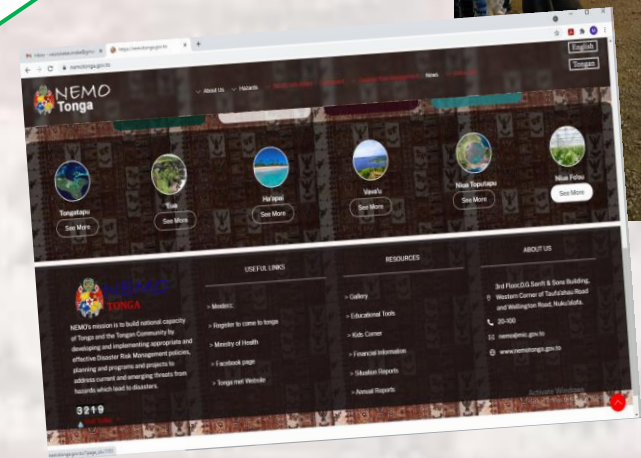 nemotonga.gov.to
NEMO
Tonga
About Us
Hazards
News
English
Tongan
Tongatapu
See More
'Eua
See More
Ha'apai
See More
Vava'u
See More
Niua Toputapu
See More
Niua Fo'ou
See More
NEMO
TONGA
NEMO's mission is to build national capacity
of Tonga and the Tongan Community by
developing and implementing appropriate and
effective Disaster Risk Management policies,
planning and programs and projects to
address current and emerging threats from
hazards which lead to disasters.
3219
USEFUL LINKS
> Register to come to tonga
> Ministry of Health
> Facebook page
> Tonga met Website
RESOURCES
> Gallery
> Educational Tools
> Kids Corner
> Financial Information
> Situation Reports
> Annual Reports
ABOUT US
3rd Floor,O.G.Sanft & Sons Building,
Western Corner of Taufa'ahau Road
and Wellington Road, Nuku'alofa.
20-100
nemo@mic.gov.to
www.nemotonga.gov.to
Activate Windows